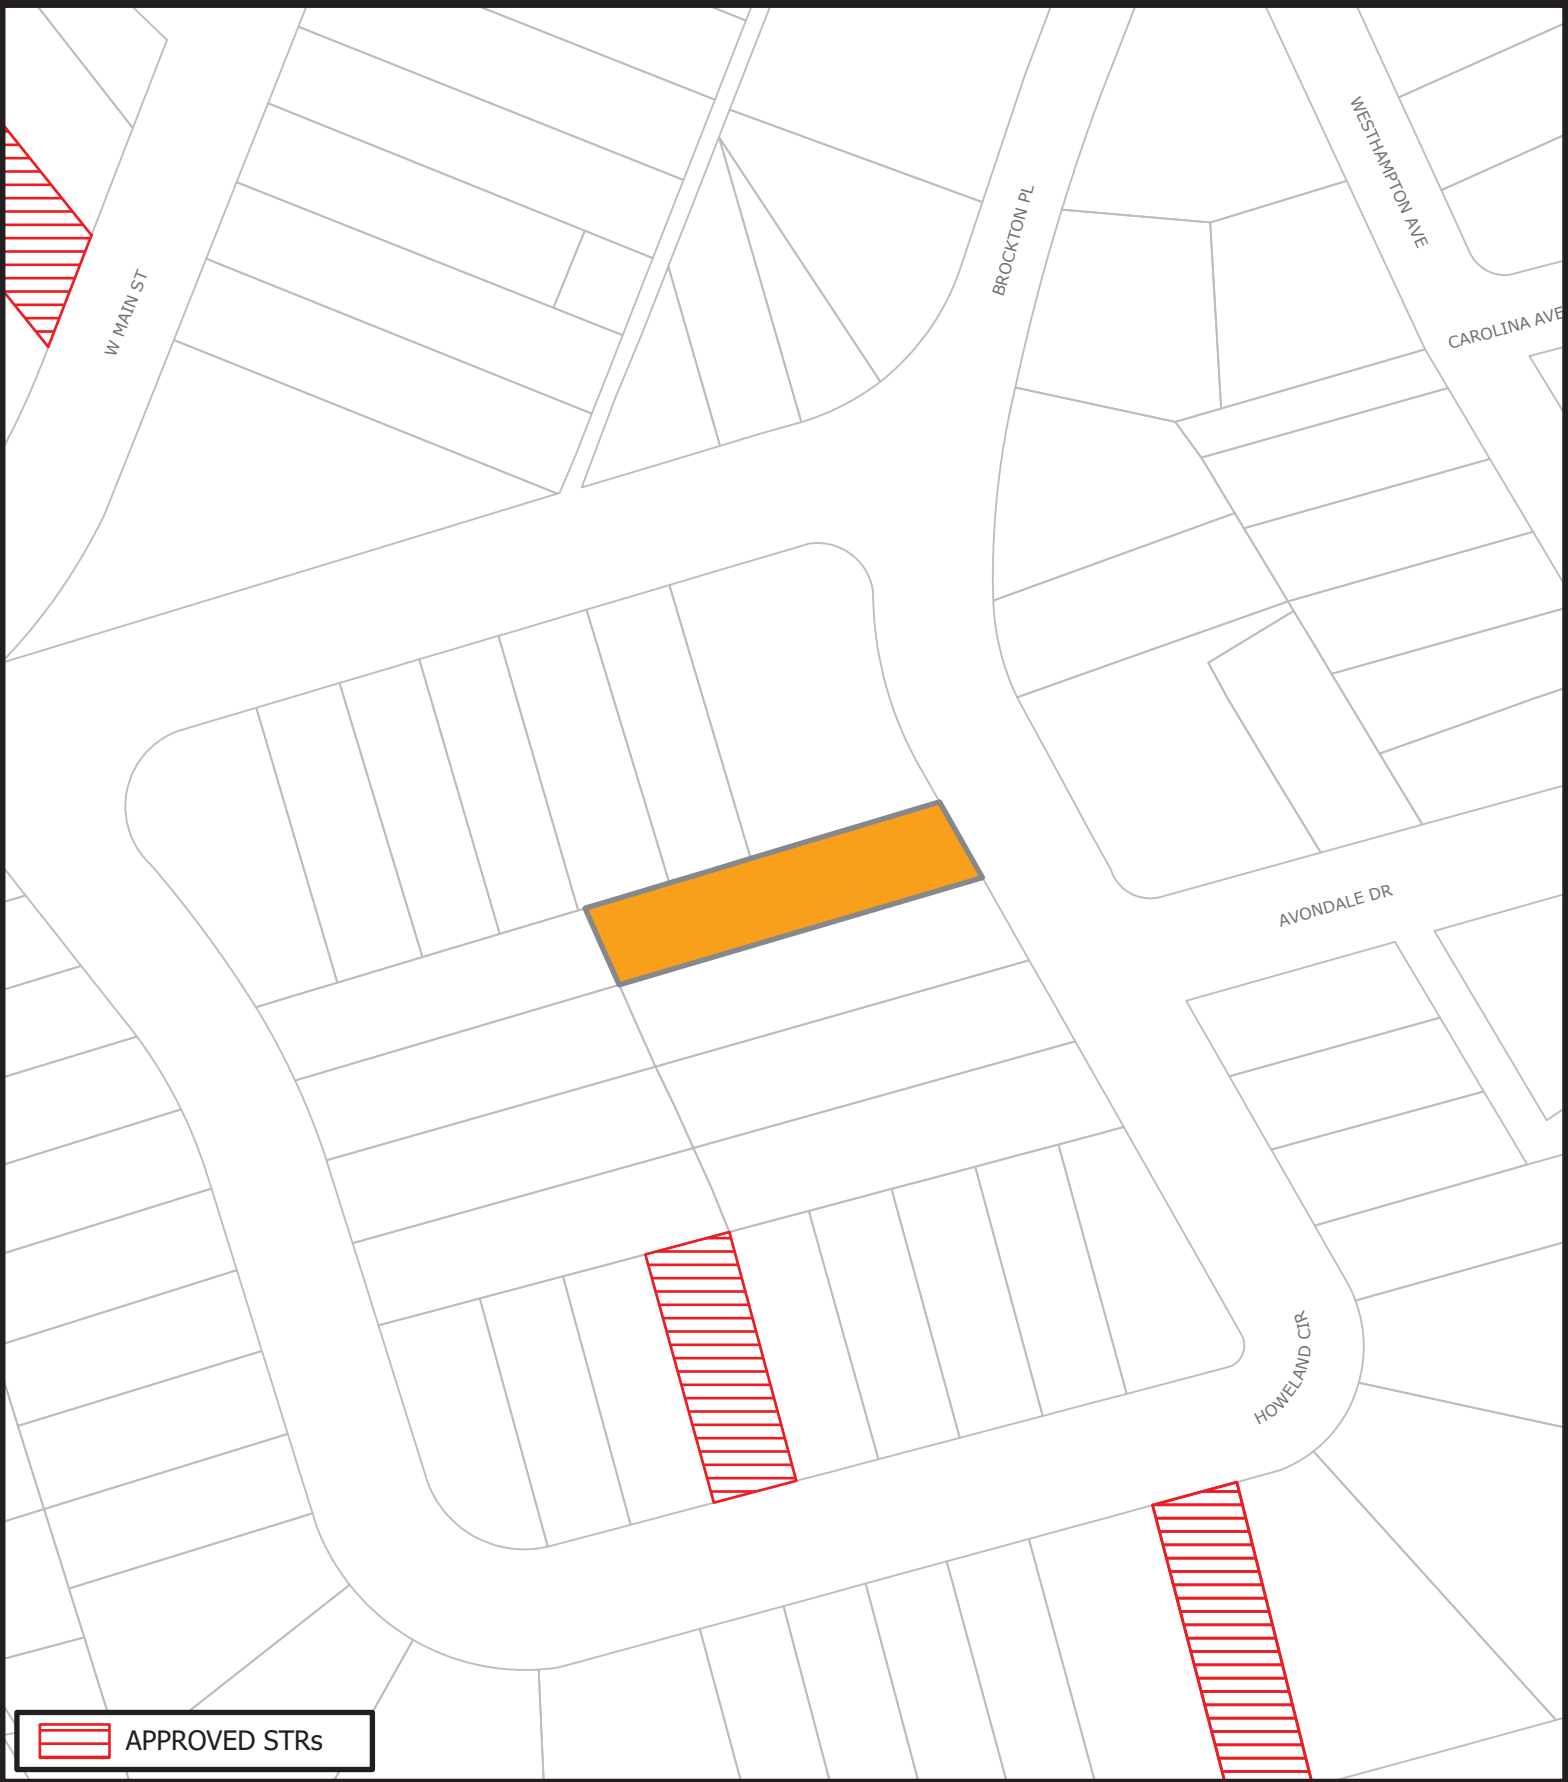 WESTHAMPTON AVE
BROCKTON PL
W MAIN ST
CAROLINA AVE
AVONDALE DR
HOWELAND CIR
APPROVED STRs